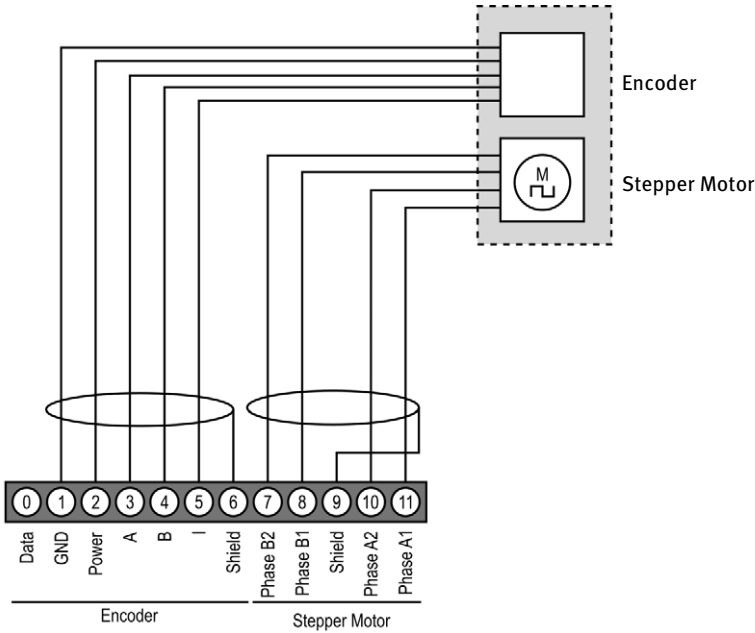 Encoder
M
Stepper Motor
0 1 2 3 4 5 6 7 8 9 10 11
Data
GND
Power
A
B
I
Shield
Phase B2
Phase B1
Shield
Phase A2
Phase A1
Encoder
Stepper Motor